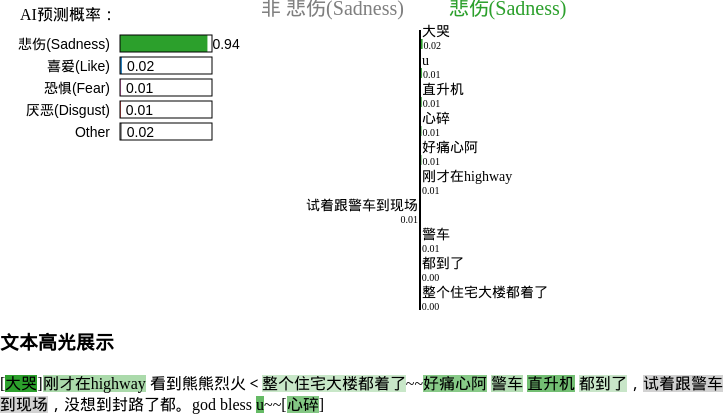 AI预测概率：
悲伤(Sadness) 0.94
喜爱(Like) 0.02
恐惧(Fear) 0.01
厌恶(Disgust) 0.01
Other 0.02
非 悲伤(Sadness) 悲伤(Sadness)
大哭
0.02
u
0.01
直升机
0.01
心碎
0.01
好痛心阿
0.01
刚才在highway
0.01
试着跟警车到现场
0.01
警车
0.01
都到了
0.00
整个住宅大楼都着了
0.00
文本高光展示
[大哭]刚才在highway 看到熊熊烈火 < 整个住宅大楼都着了~~好痛心阿 警车 直升机 都到了，试着跟警车
到现场，没想到封路了都。god bless u~~[心碎]